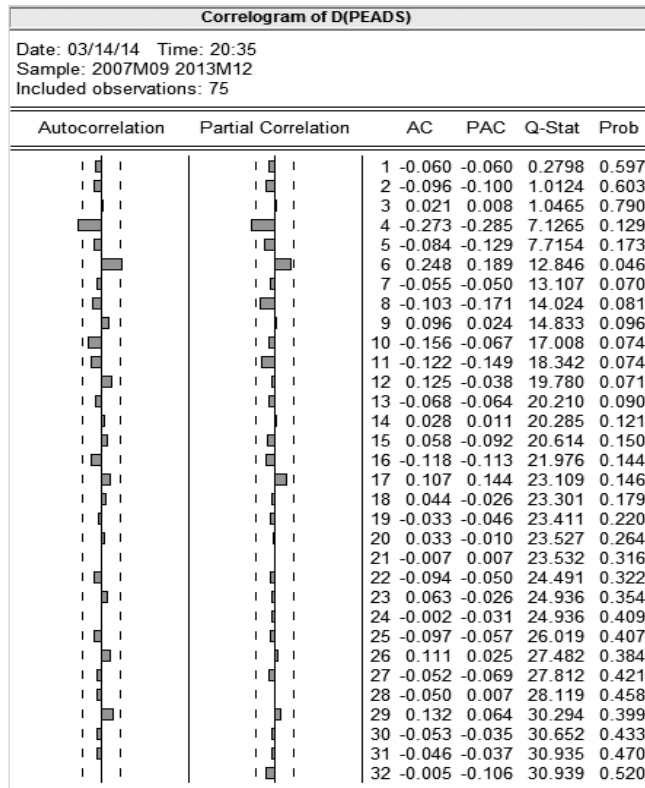 Correlogram of D(PEADS)
Date: 03/14/14 Time: 20:35
Sample: 2007M09 2013M12
Included observations: 75
Autocorrelation Partial Correlation AC PAC Q-Stat Prob
1 -0.060 -0.060 0.2798 0.597
2 -0.096 -0.100 1.0124 0.603
3 0.021 0.008 1.0465 0.790
4 -0.273 -0.285 7.1265 0.129
5 -0.084 -0.129 7.7154 0.173
6 0.248 0.189 12.846 0.046
7 -0.055 -0.050 13.107 0.070
8 -0.103 -0.171 14.024 0.081
9 0.096 0.024 14.833 0.096
10 -0.156 -0.067 17.008 0.074
11 -0.122 -0.149 18.342 0.074
12 0.125 -0.038 19.780 0.071
13 -0.068 -0.064 20.210 0.090
14 0.028 0.011 20.285 0.121
15 0.058 -0.092 20.614 0.150
16 -0.118 -0.113 21.976 0.144
17 0.107 0.144 23.109 0.146
18 0.044 -0.026 23.301 0.179
19 -0.033 -0.046 23.411 0.220
20 0.033 -0.010 23.527 0.264
21 -0.007 0.007 23.532 0.316
22 -0.094 -0.050 24.491 0.322
23 0.063 -0.026 24.936 0.354
24 -0.002 -0.031 24.936 0.409
25 -0.097 -0.057 26.019 0.407
26 0.111 0.025 27.482 0.384
27 -0.052 -0.069 27.812 0.421
28 -0.050 0.007 28.119 0.458
29 0.132 0.064 30.294 0.399
30 -0.053 -0.035 30.652 0.433
31 -0.046 -0.037 30.935 0.470
32 -0.005 -0.106 30.939 0.520